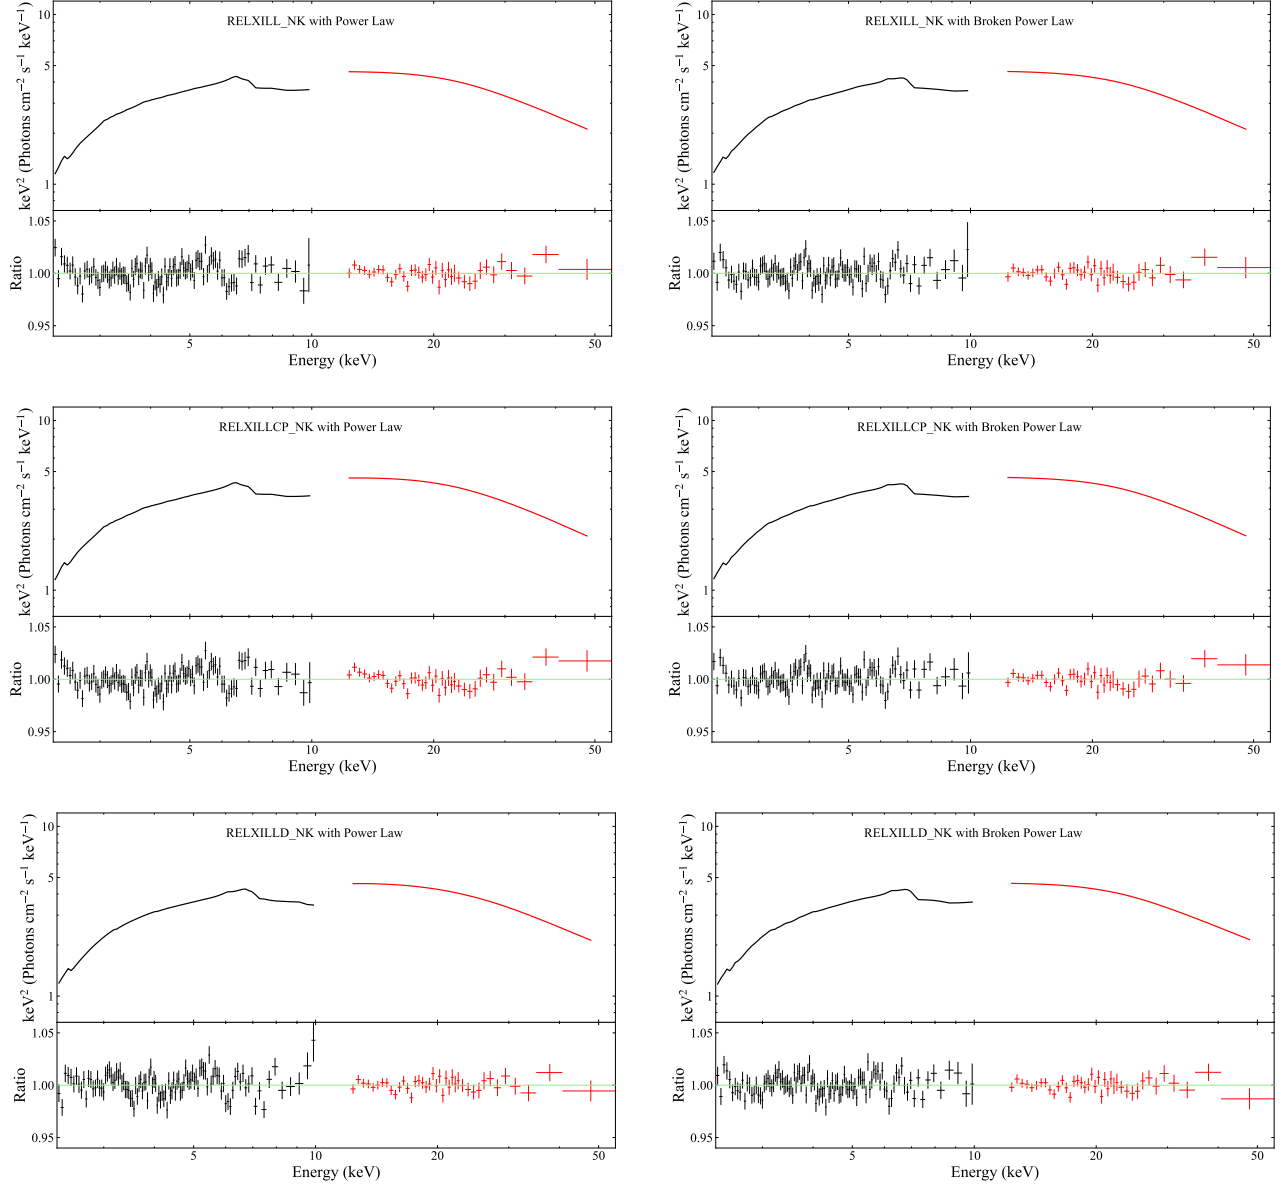 RELXILL_NK with Power Law
keV² (Photons cm⁻² s⁻¹ keV⁻¹)
10
5
1
Ratio
1.05
1.00
0.95
5 10 20 50
Energy (keV)
RELXILL_NK with Broken Power Law
keV² (Photons cm⁻² s⁻¹ keV⁻¹)
10
5
1
Ratio
1.05
1.00
0.95
5 10 20 50
Energy (keV)
RELXILLCP_NK with Power Law
keV² (Photons cm⁻² s⁻¹ keV⁻¹)
10
5
1
Ratio
1.05
1.00
0.95
5 10 20 50
Energy (keV)
RELXILLCP_NK with Broken Power Law
keV² (Photons cm⁻² s⁻¹ keV⁻¹)
10
5
1
Ratio
1.05
1.00
0.95
5 10 20 50
Energy (keV)
RELXILLD_NK with Power Law
keV² (Photons cm⁻² s⁻¹ keV⁻¹)
10
5
1
Ratio
1.05
1.00
0.95
5 10 20 50
Energy (keV)
RELXILLD_NK with Broken Power Law
keV² (Photons cm⁻² s⁻¹ keV⁻¹)
10
5
1
Ratio
1.05
1.00
0.95
5 10 20 50
Energy (keV)